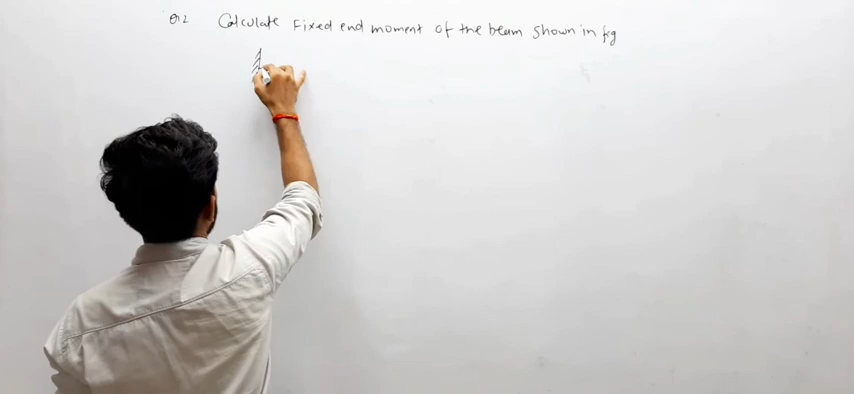 Q.2 Calculate Fixed end moment of the beam shown in fig